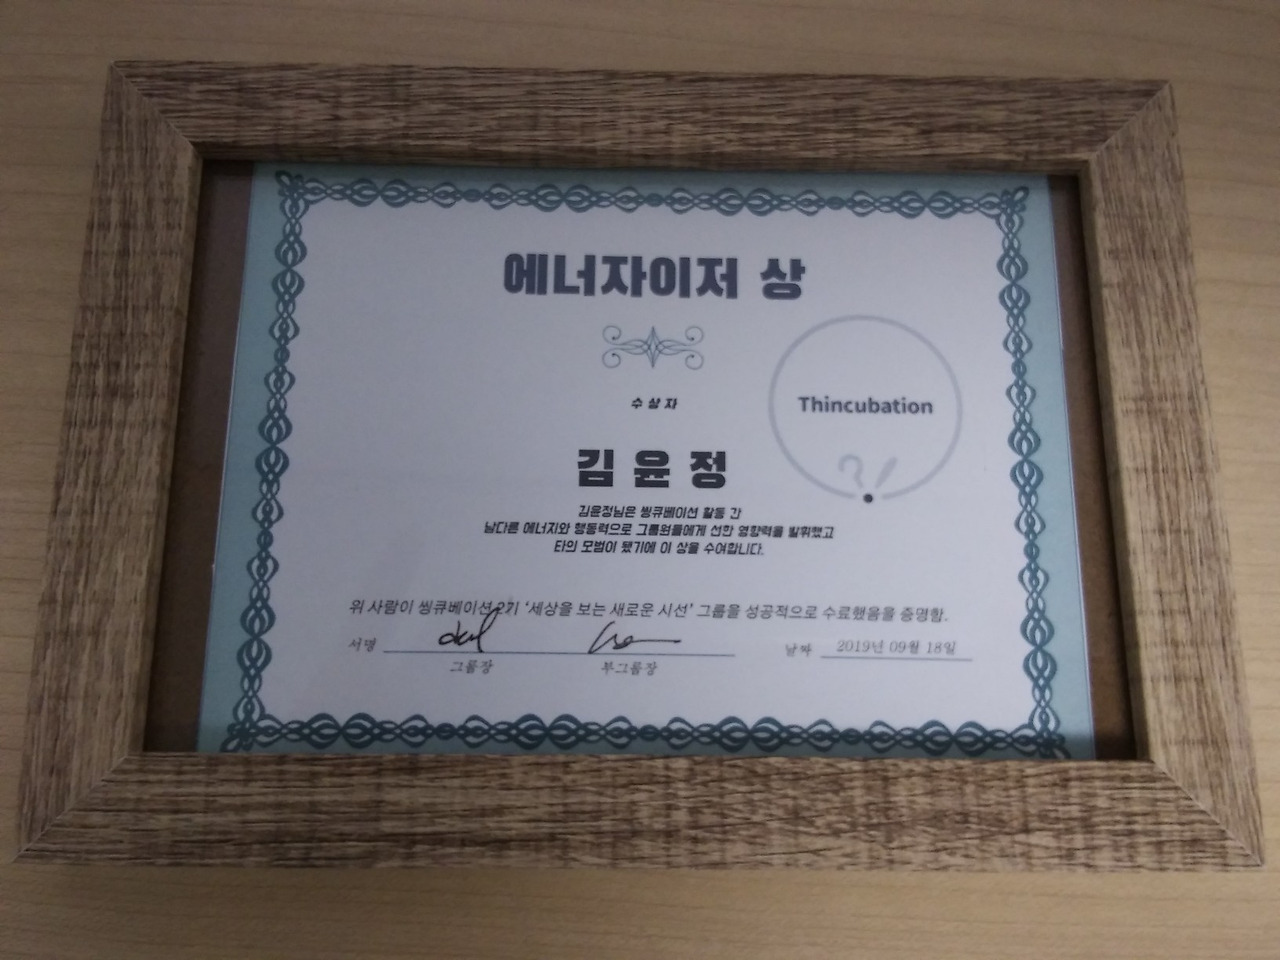 에너자이저 상
수상자
Thincubation
?!
김윤정
김윤정님은 씽큐베이션 활동 간
남다른 에너지와 행동력으로 그룹원들에게 선한 영향력을 발휘했고
타의 모범이 됐기에 이 상을 수여합니다.
위 사람이 씽큐베이션 2기 '세상을 보는 새로운 시선' 그룹을 성공적으로 수료했음을 증명함.
서명 날짜 2019년 09월 18일
그룹장 부그룹장